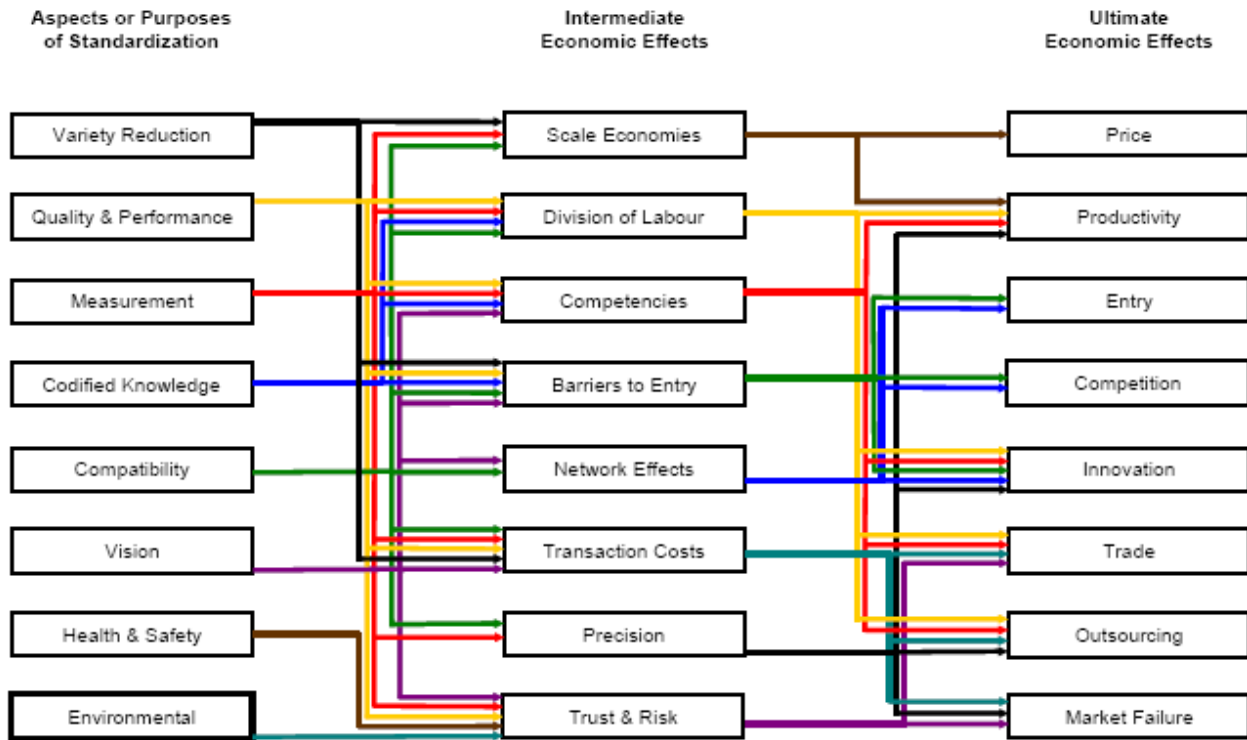 Aspects or Purposes
of Standardization
Intermediate
Economic Effects
Ultimate
Economic Effects
Variety Reduction
Scale Economies
Price
Quality & Performance
Division of Labour
Productivity
Measurement
Competencies
Entry
Codified Knowledge
Barriers to Entry
Competition
Compatibility
Network Effects
Innovation
Vision
Transaction Costs
Trade
Health & Safety
Precision
Outsourcing
Environmental
Trust & Risk
Market Failure